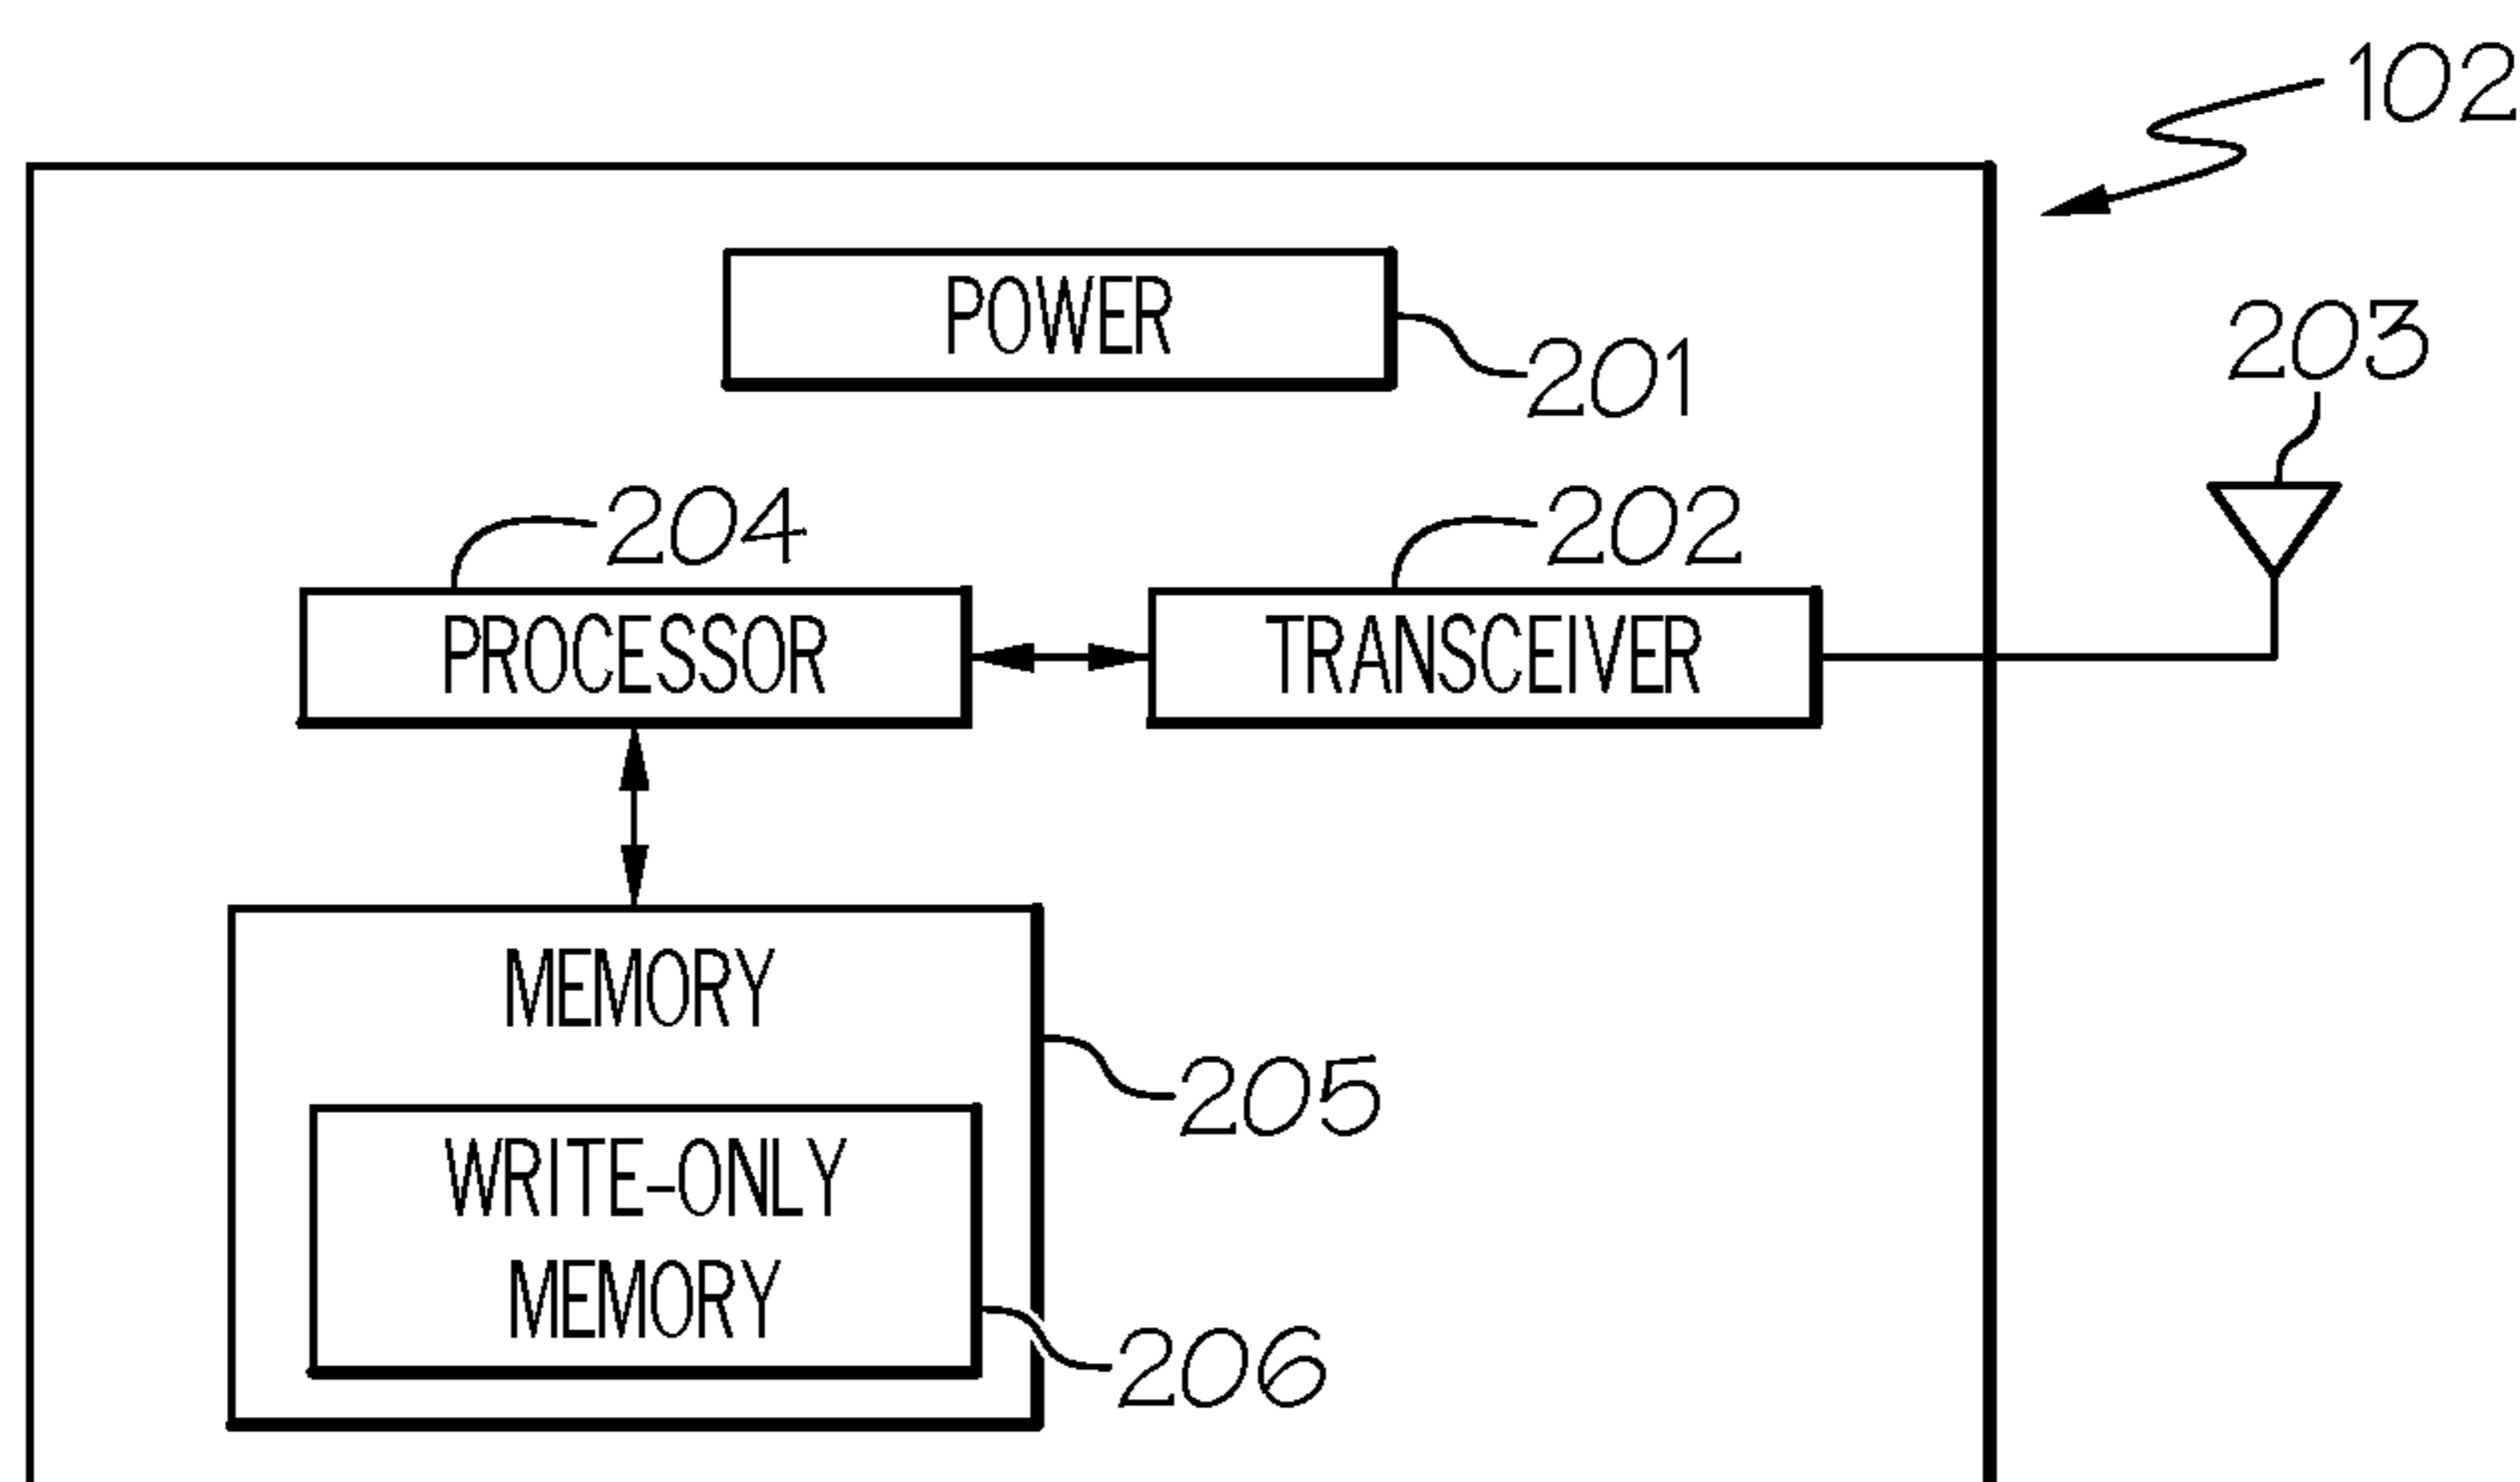 102
POWER
201
203
204
202
PROCESSOR
TRANSCEIVER
MEMORY
205
WRITE-ONLY
MEMORY
206